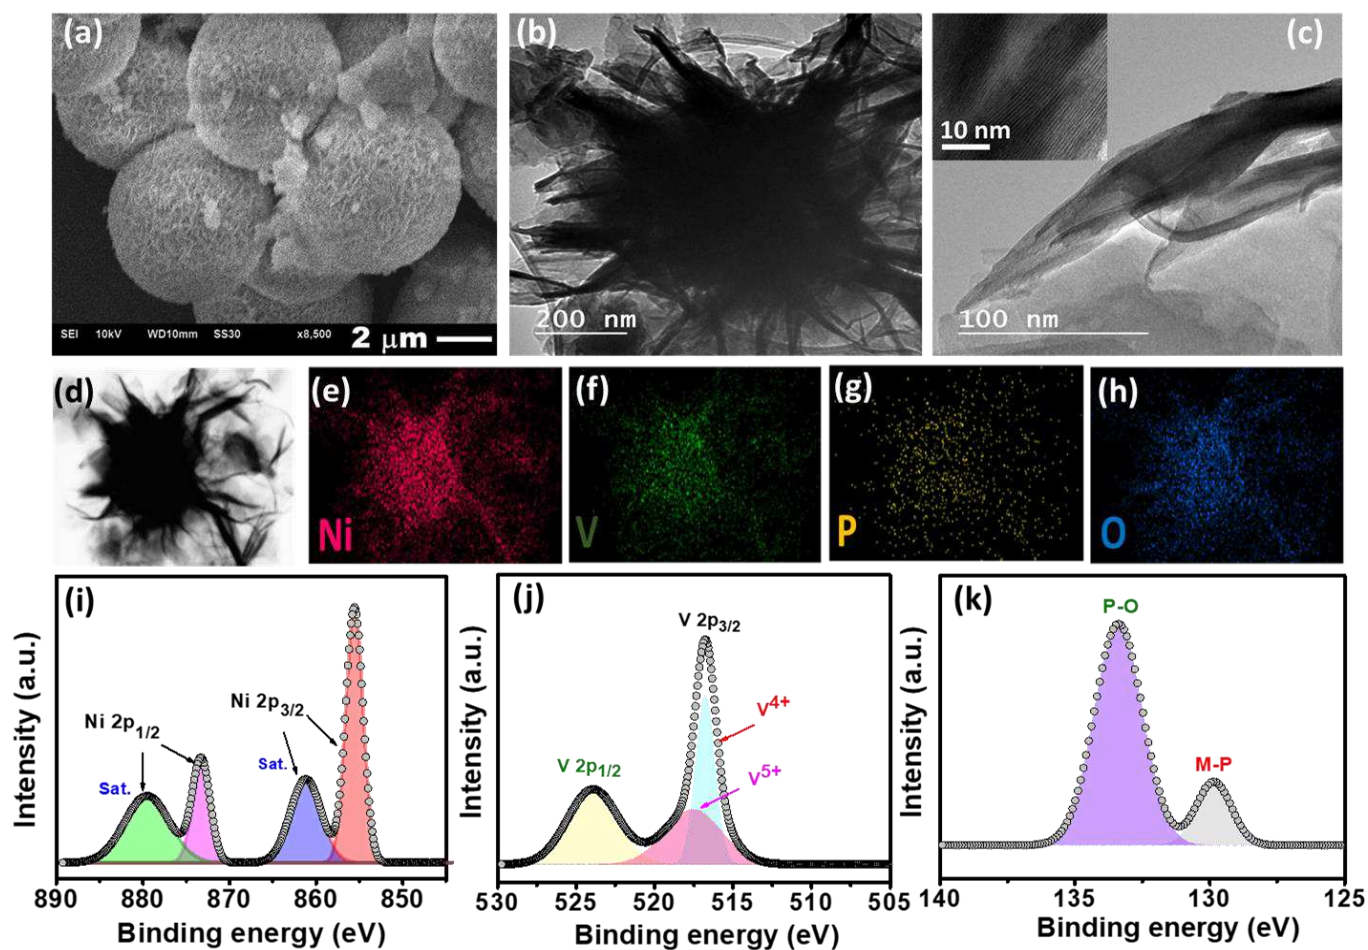 (a)
SEI 10kV WD10mm SS30 x8,500 2 μm
(b)
200 nm
(c)
10 nm
100 nm
(d)
(e)
Ni
(f)
V
(g)
P
(h)
O
(i)
Intensity (a.u.)
Ni 2p1/2
Sat.
Ni 2p3/2
Sat.
890 880 870 860 850
Binding energy (eV)
(j)
Intensity (a.u.)
V 2p3/2
V4+
V5+
V 2p1/2
530 525 520 515 510 505
Binding energy (eV)
(k)
Intensity (a.u.)
P-O
M-P
140 135 130 125
Binding energy (eV)